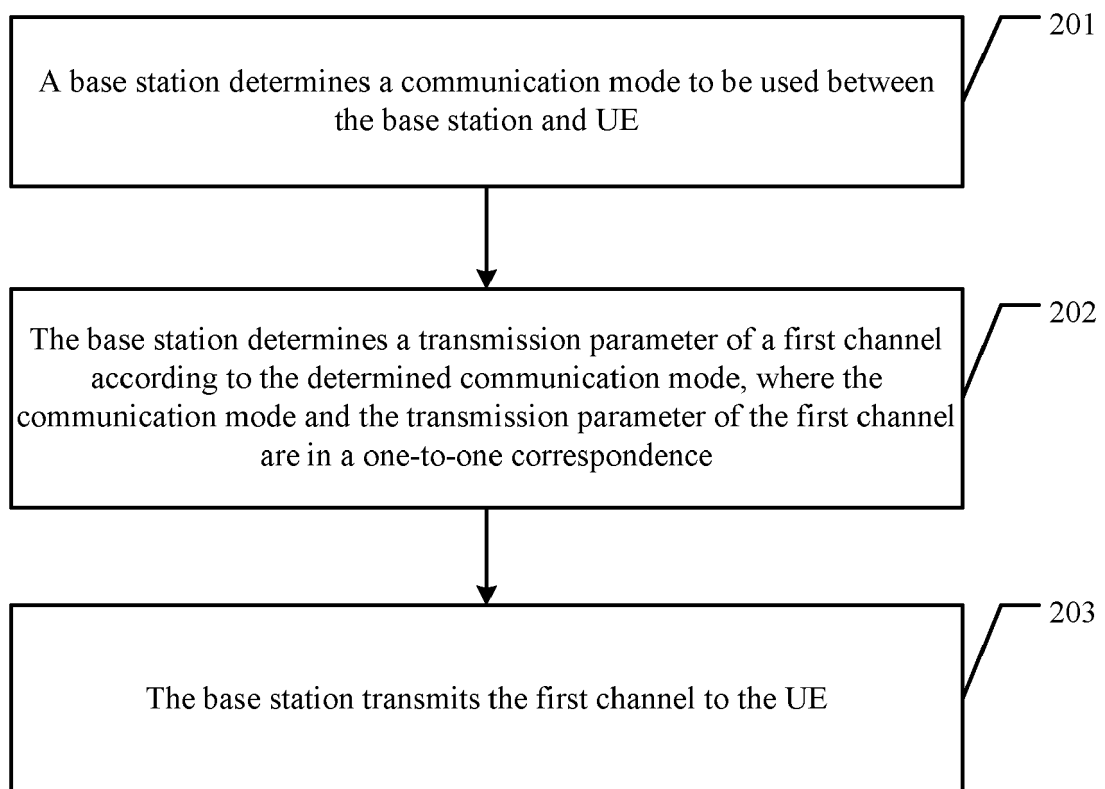 201
A base station determines a communication mode to be used between
the base station and UE
202
The base station determines a transmission parameter of a first channel
according to the determined communication mode, where the
communication mode and the transmission parameter of the first channel
are in a one-to-one correspondence
203
The base station transmits the first channel to the UE